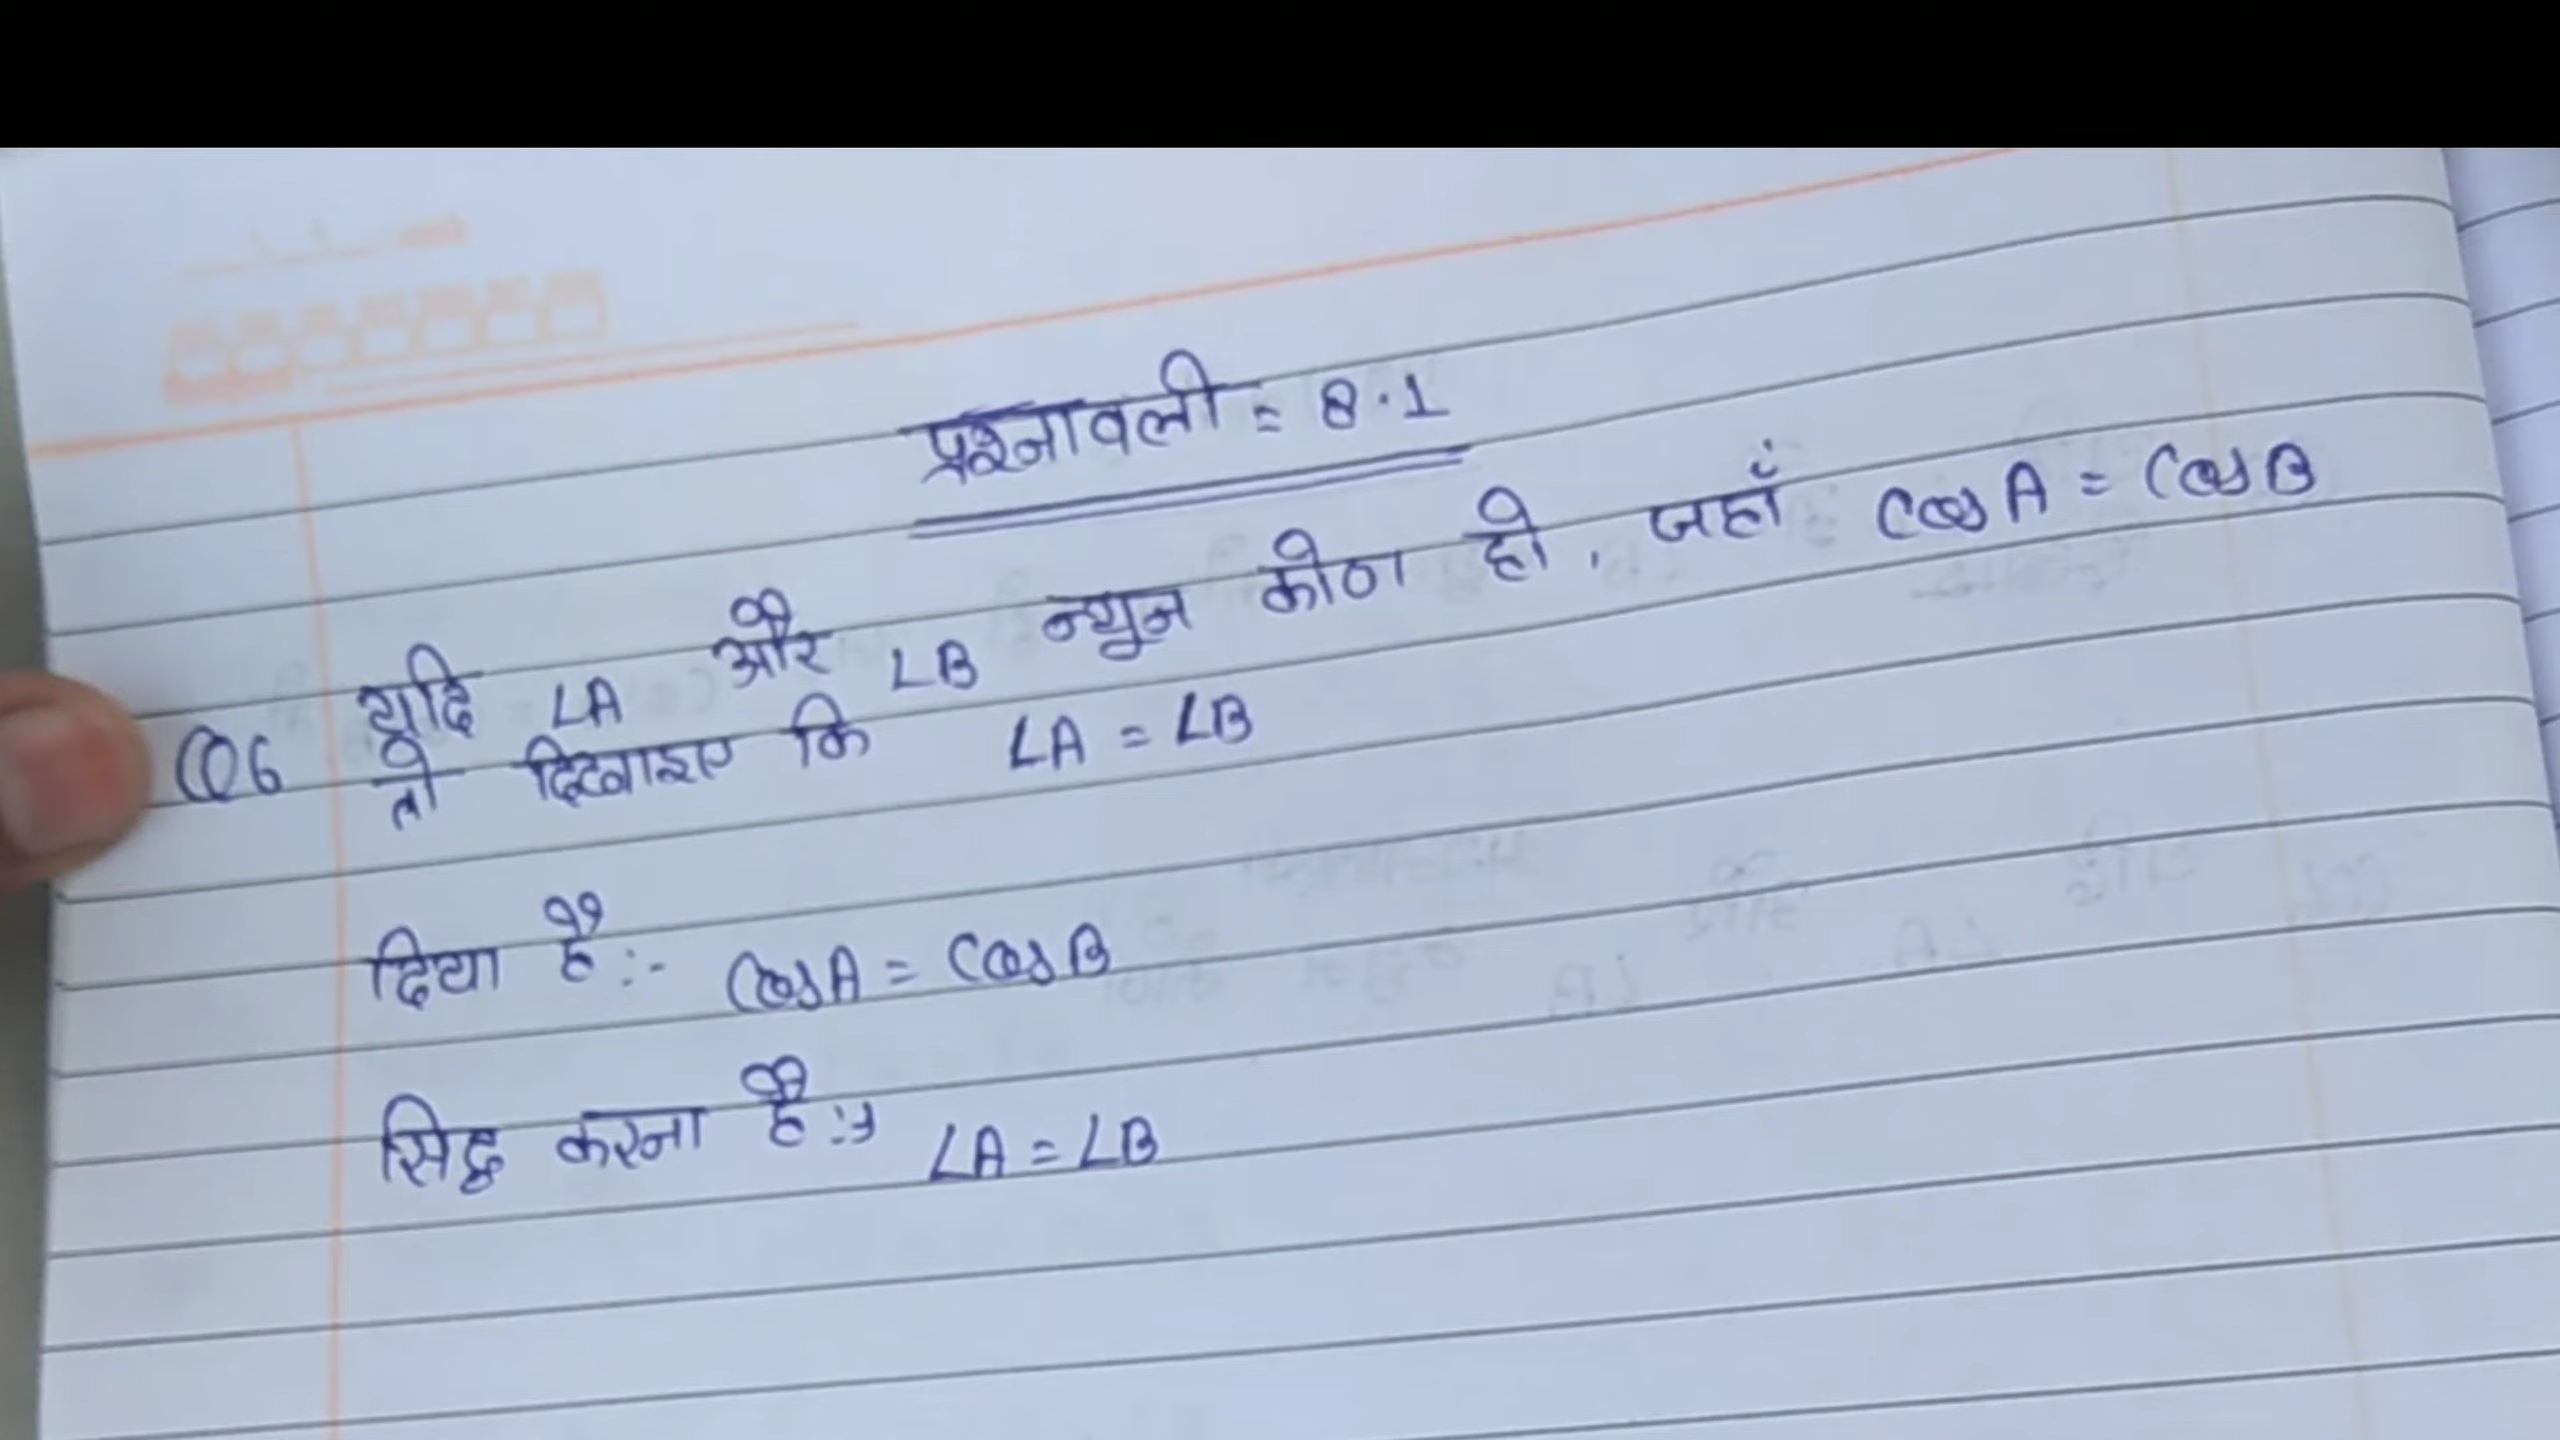 प्रश्नावली = 8.1
Q6 यदि ∠A और ∠B न्यून कोण हो, जहाँ Cos A = Cos B
तो दिखाइए कि ∠A = ∠B
दिया है:- Cos A = Cos B
सिद्ध करना है:- ∠A = ∠B